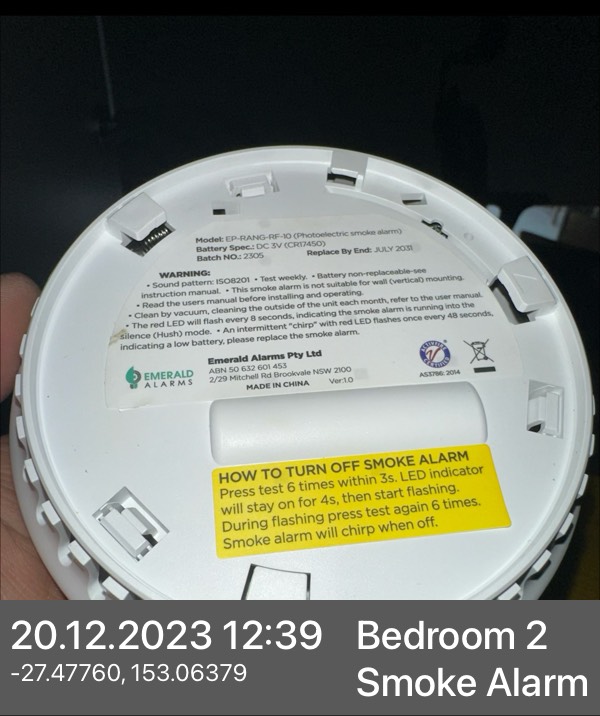 Model: EP-RANG-RF-10 (Photoelectric smoke alarm)
Battery Spec.: DC 3V (CR17450)
Batch NO.: 2305 Replace By End: JULY 2031
WARNING:
• Sound pattern: ISO8201 • Test weekly. • Battery non-replaceable-see
instruction manual. • This smoke alarm is not suitable for wall (vertical) mounting.
• Read the users manual before installing and operating.
• Clean by vacuum, cleaning the outside of the unit each month, refer to the user manual.
• The red LED will flash every 8 seconds, indicating the smoke alarm is running into the
silence (Hush) mode. • An intermittent "chirp" with red LED flashes once every 48 seconds,
indicating a low battery, please replace the smoke alarm.
EMERALD
ALARMS
Emerald Alarms Pty Ltd
ABN 50 632 601 453
2/29 Mitchell Rd Brookvale NSW 2100
MADE IN CHINA Ver:1.0
AS3786: 2014
HOW TO TURN OFF SMOKE ALARM
Press test 6 times within 3s. LED indicator
will stay on for 4s, then start flashing.
During flashing press test again 6 times.
Smoke alarm will chirp when off.
20.12.2023 12:39
-27.47760, 153.06379
Bedroom 2
Smoke Alarm